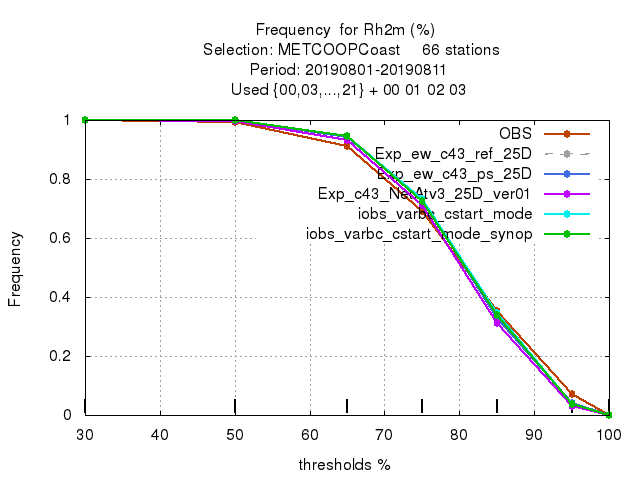 Frequency  for Rh2m (%)
Selection: METCOOPCoast     66 stations
Period: 20190801-20190811
Used {00,03,...,21} + 00 01 02 03
OBS
Exp_ew_c43_ref_25D
Exp_ew_c43_ps_25D
Exp_c43_NetAtv3_25D_ver01
iobs_varbc_cstart_mode
iobs_varbc_cstart_mode_synop
Frequency
1
0.8
0.6
0.4
0.2
0
30 40 50 60 70 80 90 100
thresholds %